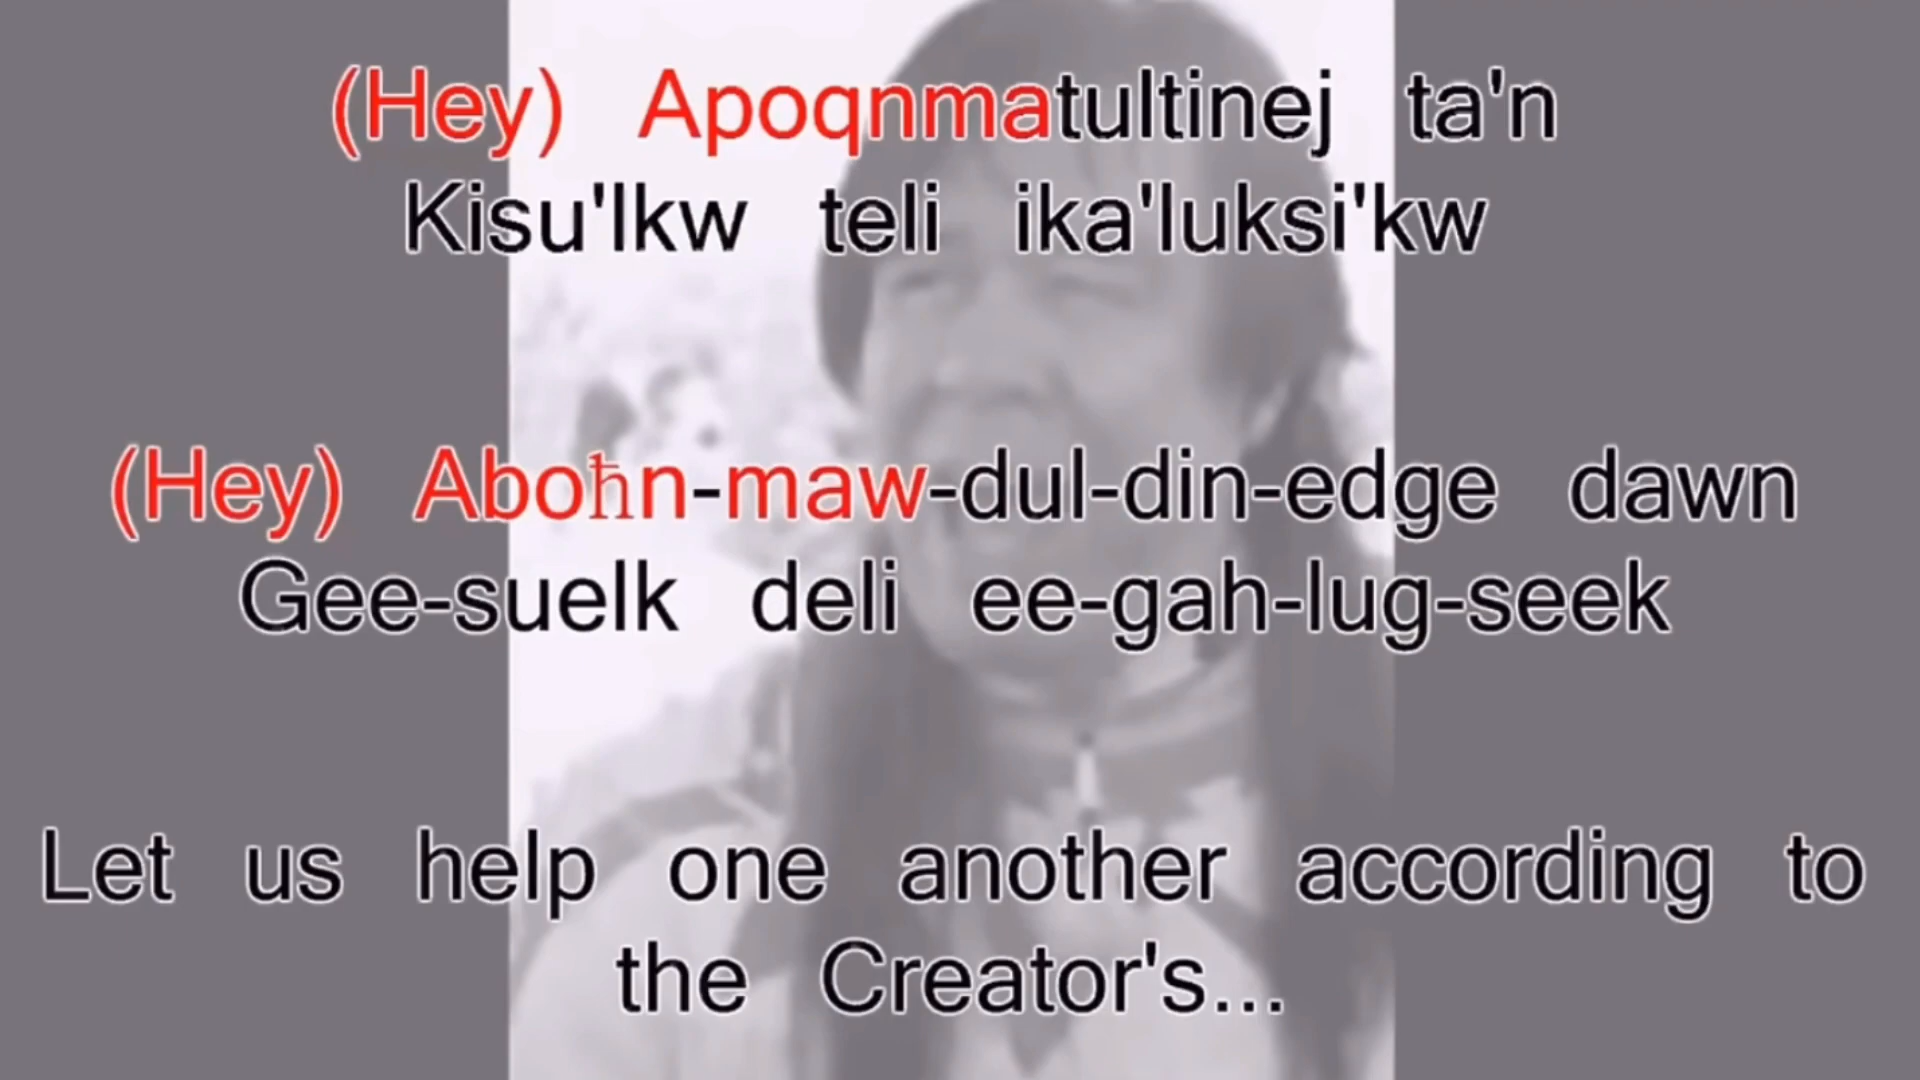 (Hey) Apoqnmatultinej ta'n
Kisu'lkw teli ika'luksi'kw
(Hey) Aboħn-maw-dul-din-edge dawn
Gee-suelk deli ee-gah-lug-seek
Let us help one another according to
the Creator's...